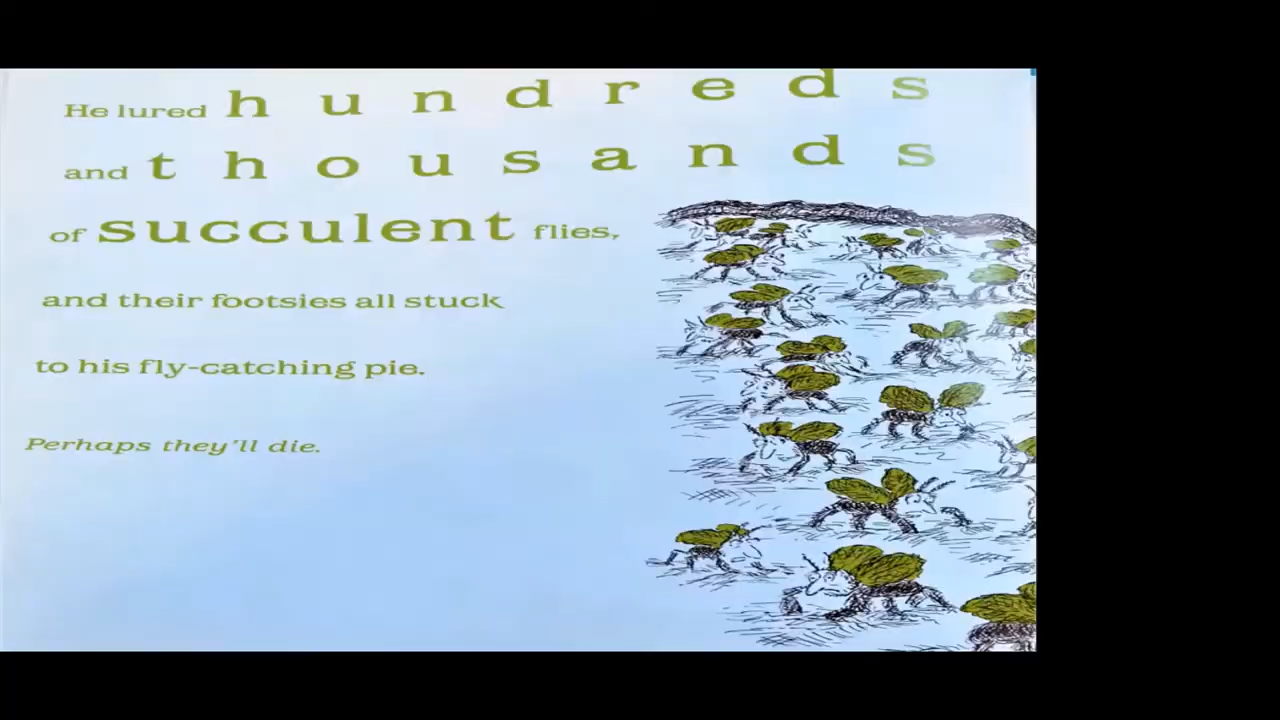 He lured hundreds
and thousands
of succulent flies,
and their footsies all stuck
to his fly-catching pie.
Perhaps they'll die.